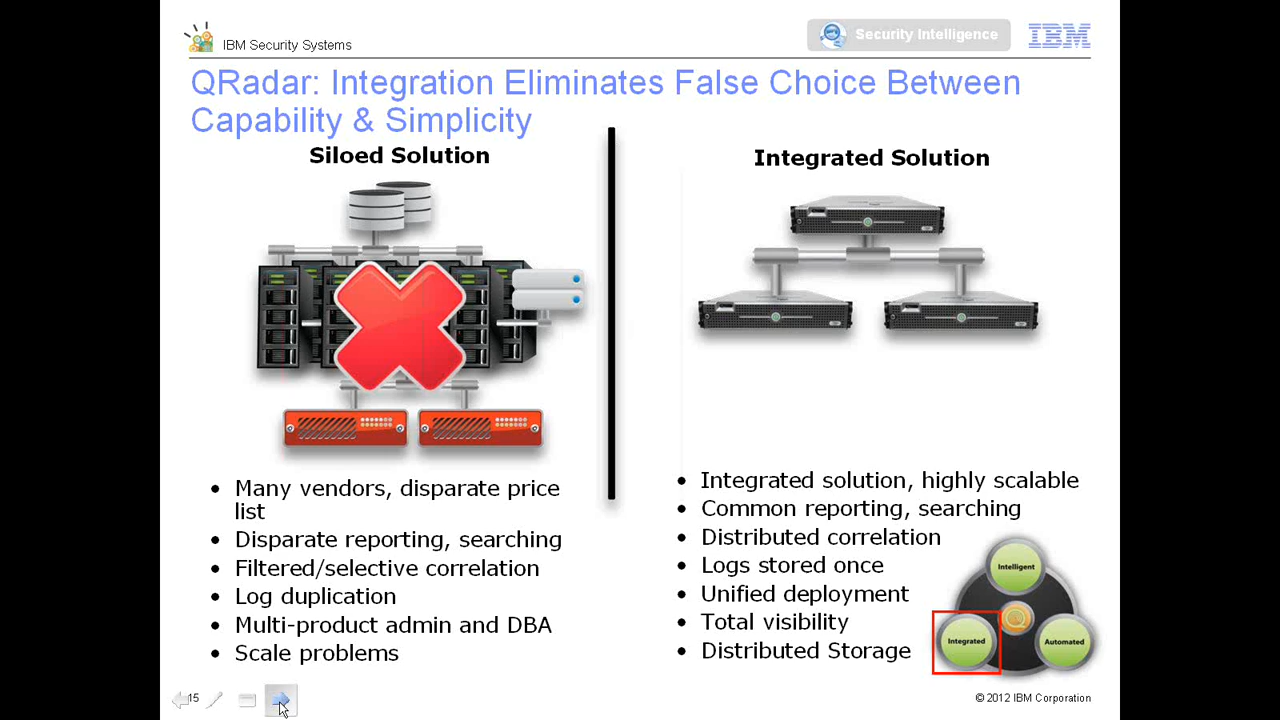 IBM Security Systems
Security Intelligence
IBM
QRadar: Integration Eliminates False Choice Between
Capability & Simplicity
Siloed Solution
• Many vendors, disparate price
list
• Disparate reporting, searching
• Filtered/selective correlation
• Log duplication
• Multi-product admin and DBA
• Scale problems
Integrated Solution
• Integrated solution, highly scalable
• Common reporting, searching
• Distributed correlation
• Logs stored once
• Unified deployment
• Total visibility
• Distributed Storage
Intelligent
Integrated
Automated
15
© 2012 IBM Corporation